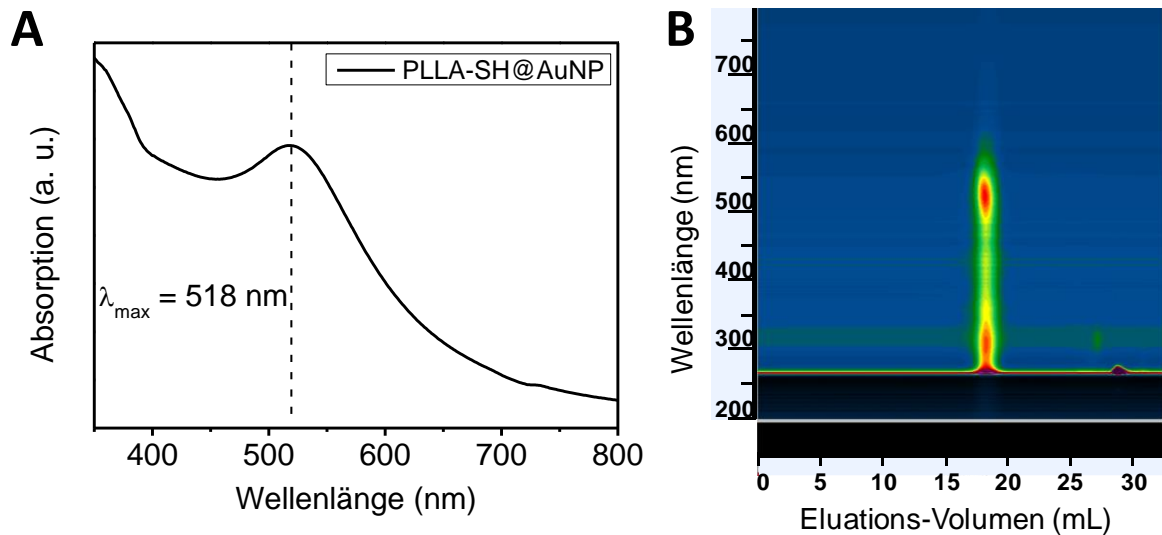 A
PLLA-SH@AuNP
Absorption (a. u.)
λmax = 518 nm
400 500 600 700 800
Wellenlänge (nm)
B
Wellenlänge (nm)
700
600
500
400
300
200
0 5 10 15 20 25 30
Eluations-Volumen (mL)